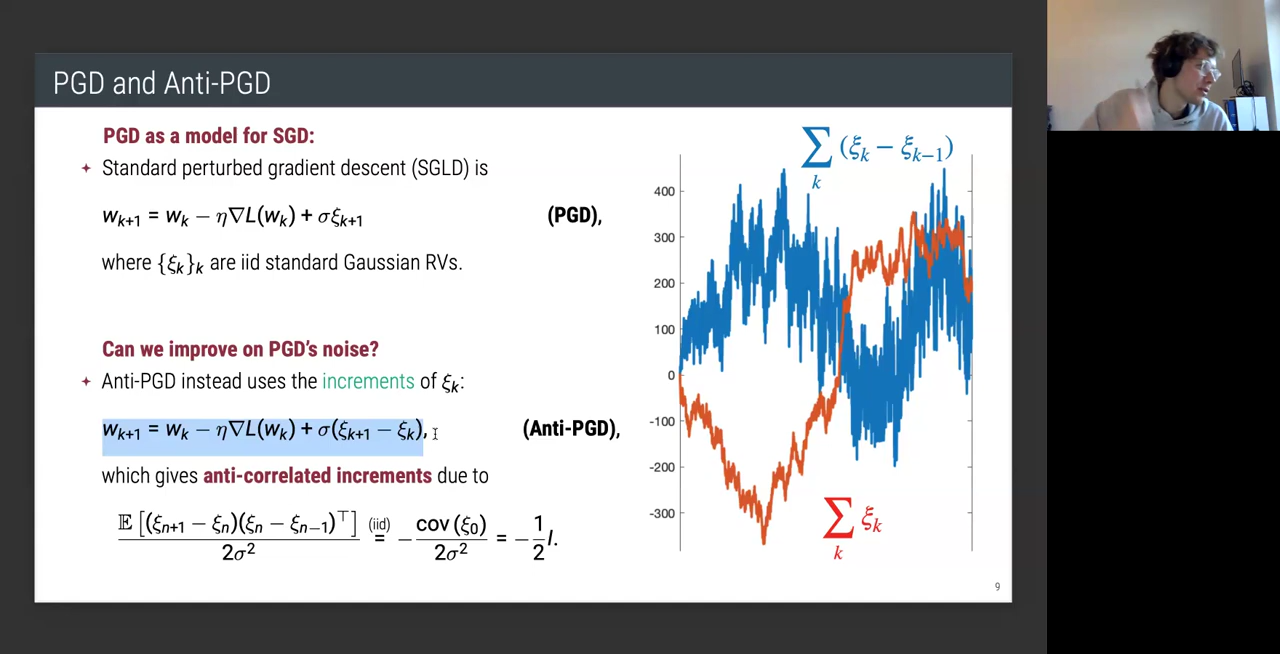 PGD and Anti-PGD
PGD as a model for SGD:
✦ Standard perturbed gradient descent (SGLD) is
w_{k+1} = w_k − η∇L(w_k) + σξ_{k+1} (PGD),
where {ξ_k}_k are iid standard Gaussian RVs.
Can we improve on PGD's noise?
✦ Anti-PGD instead uses the increments of ξ_k:
w_{k+1} = w_k − η∇L(w_k) + σ(ξ_{k+1} − ξ_k), (Anti-PGD),
which gives anti-correlated increments due to
𝔼[(ξ_{n+1} − ξ_n)(ξ_n − ξ_{n−1})^⊤] / 2σ² (iid) = − cov(ξ_0) / 2σ² = − 1/2 I.
∑_k (ξ_k − ξ_{k−1})
400
300
200
100
0
-100
-200
-300
∑_k ξ_k
9